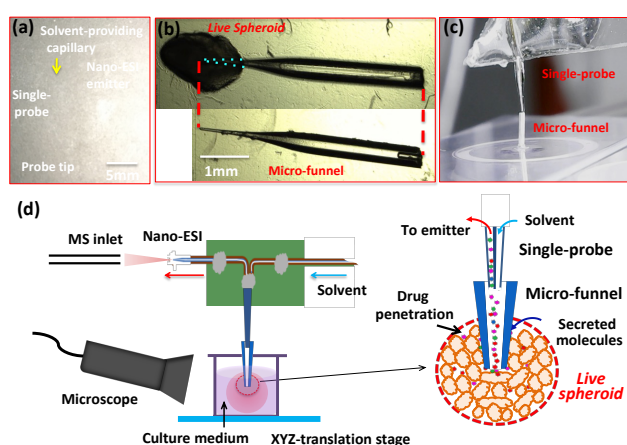 (a)
Solvent-providing
capillary
Nano-ESI
emitter
Single-
probe
Probe tip
5mm
(b)
Live Spheroid
1mm
Micro-funnel
(c)
Single-probe
Micro-funnel
(d)
MS inlet
Nano-ESI
Solvent
Microscope
Culture medium
XYZ-translation stage
To emitter
Solvent
Single-probe
Micro-funnel
Drug
penetration
Secreted
molecules
Live
spheroid